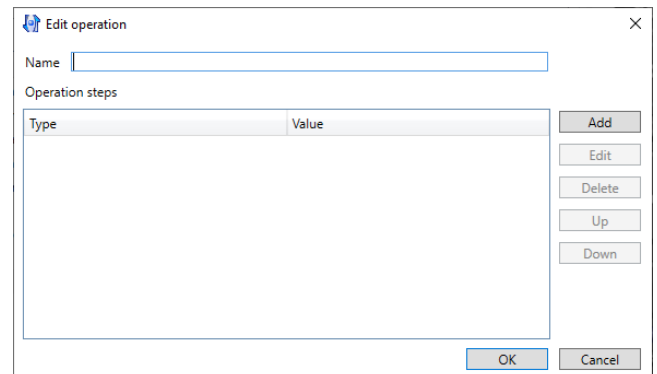 Edit operation
Name
Operation steps
Type Value
Add
Edit
Delete
Up
Down
OK Cancel